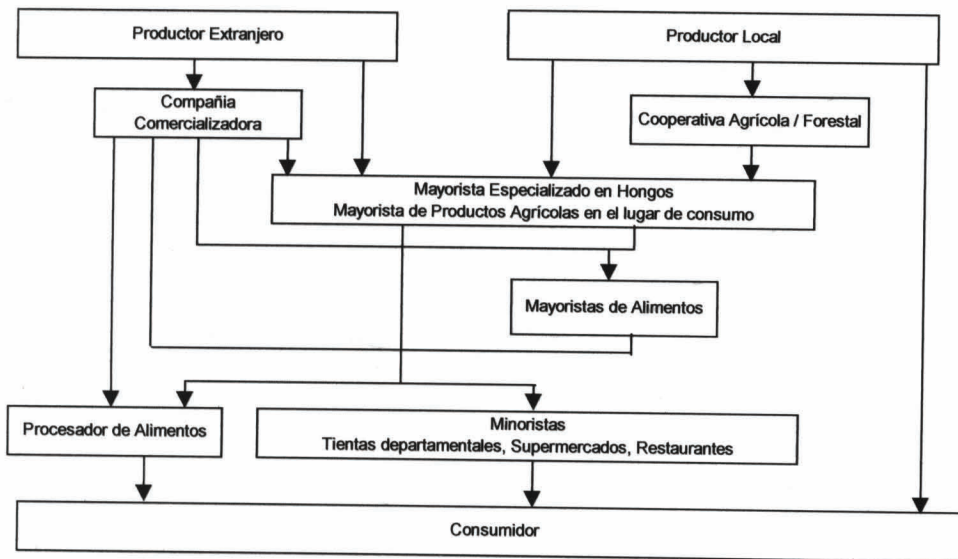 Productor Extranjero
Productor Local
Compañia
Comercializadora
Cooperativa Agrícola / Forestal
Mayorista Especializado en Hongos
Mayorista de Productos Agrícolas en el lugar de consumo
Mayoristas de Alimentos
Procesador de Alimentos
Minoristas
Tientas departamentales, Supermercados, Restaurantes
Consumidor